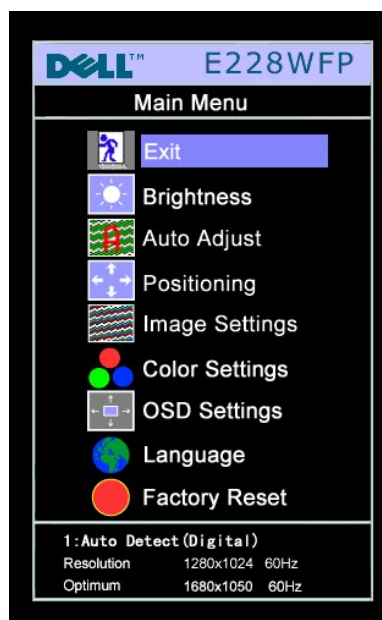 DELL™ E228WFP
Main Menu
Exit
Brightness
A
Auto Adjust
Positioning
Image Settings
Color Settings
OSD Settings
Language
Factory Reset
1:Auto Detect(Digital)
Resolution 1280x1024 60Hz
Optimum 1680x1050 60Hz